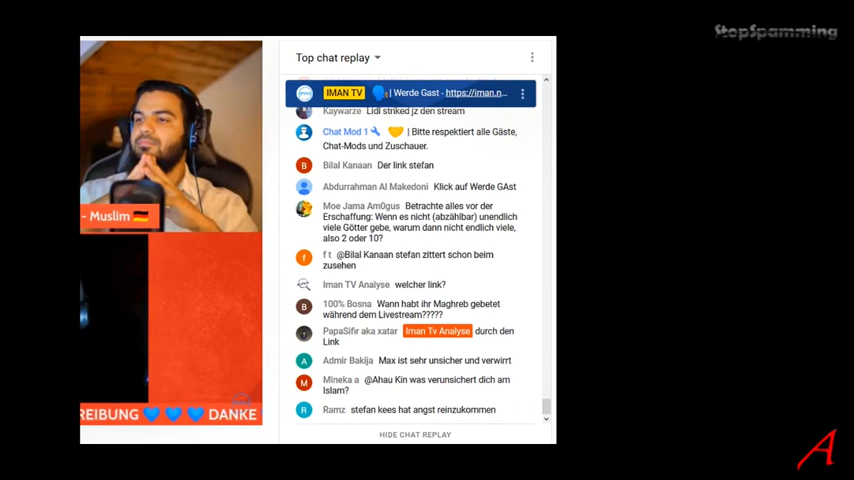 StopSpamming
Top chat replay
IMAN TV | Werde Gast - https://iman.n...
Kaywarze Lidl striked jz den stream
Chat Mod 1 | Bitte respektiert alle Gäste,
Chat-Mods und Zuschauer.
B Bilal Kanaan Der link stefan
Abdurrahman Al Makedoni Klick auf Werde GAst
Moe Jama Am0gus Betrachte alles vor der
Erschaffung: Wenn es nicht (abzählbar) unendlich
viele Götter gebe, warum dann nicht endlich viele,
also 2 oder 10?
f f t @Bilal Kanaan stefan zittert schon beim
zusehen
Iman TV Analyse welcher link?
B 100% Bosna Wann habt ihr Maghreb gebetet
während dem Livestream?????
PapaSifir aka xatar Iman Tv Analyse durch den
Link
A Admir Bakija Max ist sehr unsicher und verwirrt
M Mineka a @Ahau Kin was verunsichert dich am
Islam?
R Ramz stefan kees hat angst reinzukommen
HIDE CHAT REPLAY
- Muslim
REIBUNG 💙 💙 💙 DANKE
A